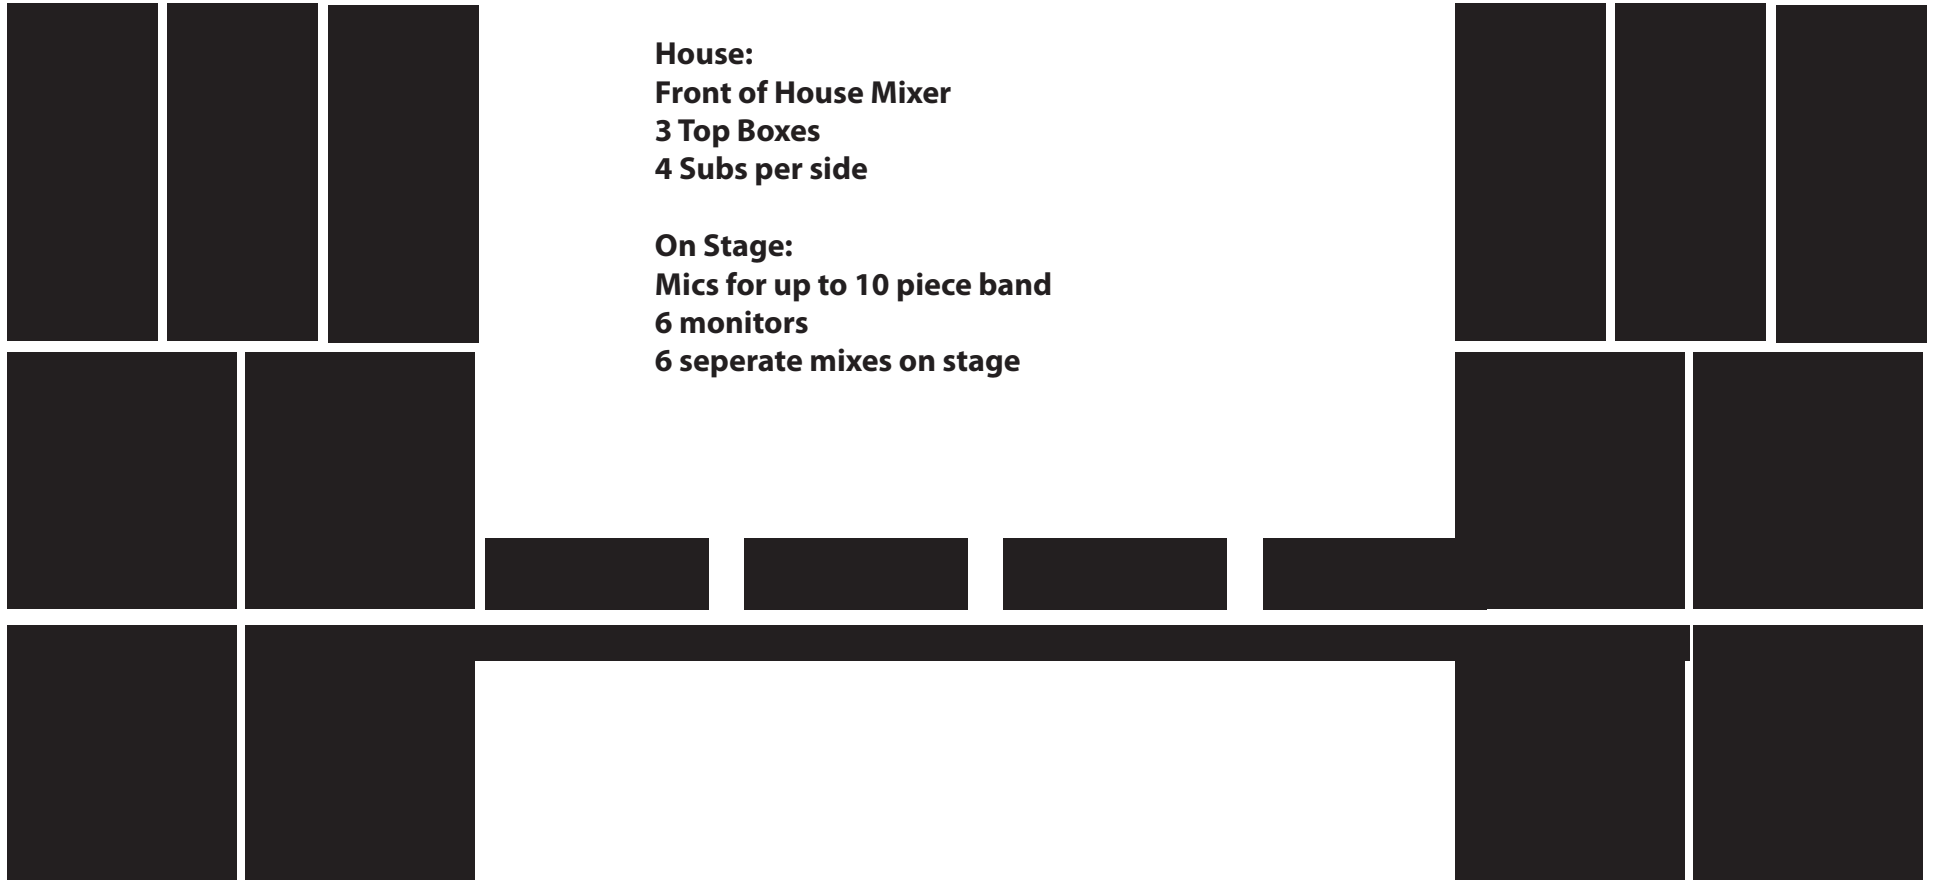 House:
Front of House Mixer
3 Top Boxes
4 Subs per side
On Stage:
Mics for up to 10 piece band
6 monitors
6 seperate mixes on stage